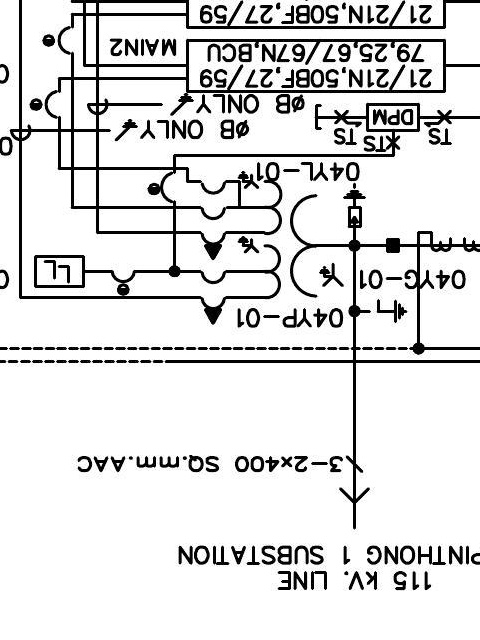 115 kV. LINE
PINTHONG 1 SUBSTATION
3-2x400 SQ.mm.AAC
04YP-01
04YG-01
LL
04YL-01
TS
STX
TS
DPM
ØB ONLY
ØB ONLY
21/21N,50BF,27/59
79,25,67/67N,BCU
MAIN2
21/21N,50BF,27/59